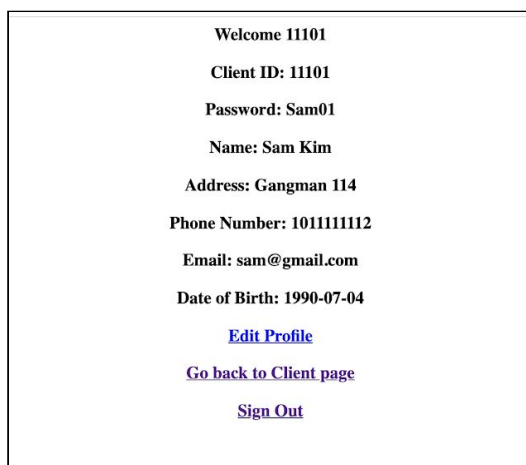 Welcome 11101
Client ID: 11101
Password: Sam01
Name: Sam Kim
Address: Gangman 114
Phone Number: 1011111112
Email: sam@gmail.com
Date of Birth: 1990-07-04
Edit Profile
Go back to Client page
Sign Out